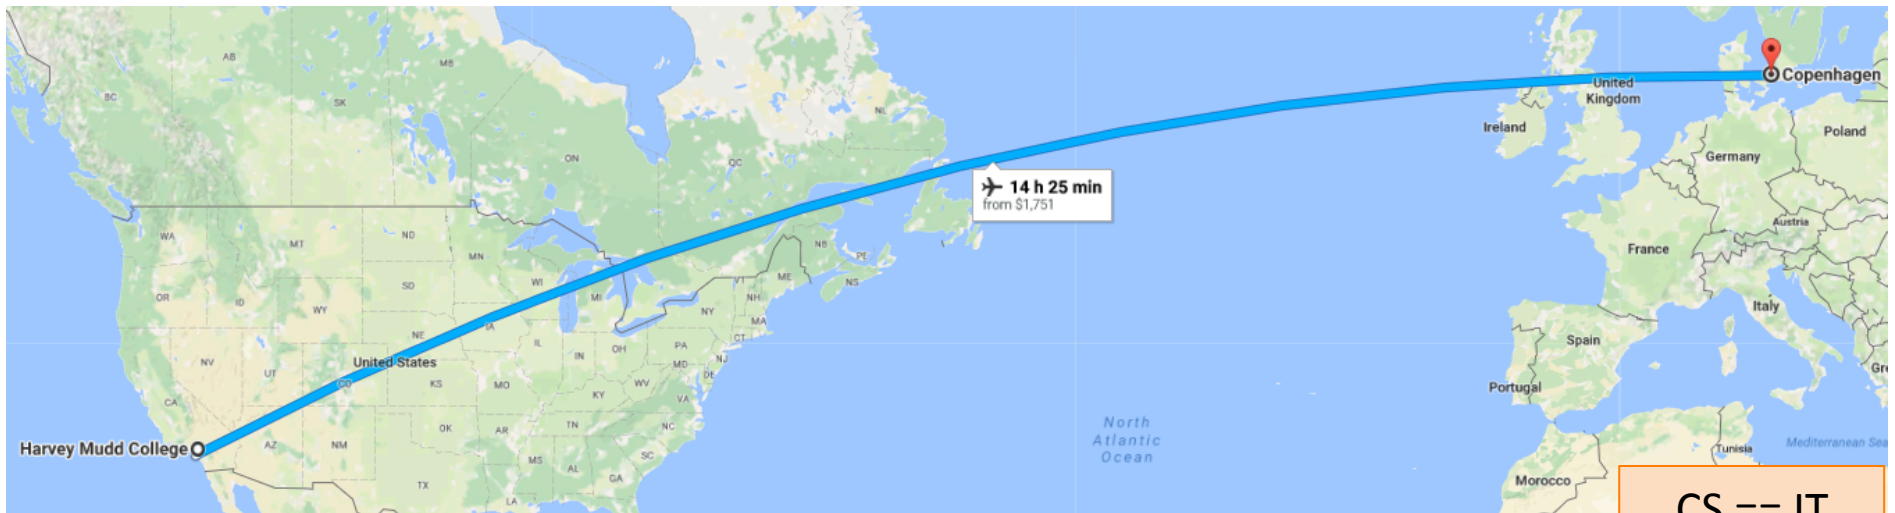 AB
MB
BC
SK
NL
United
Kingdom
Copenhagen
Ireland
Poland
ON
QC
Germany
14 h 25 min
from $1,751
Austria
WA
MT
ND
MN
NB
PE
France
OR
ID
SD
WI
MI
VT
ME
NS
WY
NH
Italy
NE
IA
NY
MA
NV
United States
IL
IN
OH
PA
CT
Spain
UT
CO
KS
MO
MD
NJ
DE
Portugal
CA
KY
WV
VA
North
Atlantic
Ocean
Harvey Mudd College
AZ
NM
OK
AR
TN
NC
Tunisia
Mediterranean Sea
MS
AL
SC
TX
GA
Morocco
LA
CS == IT